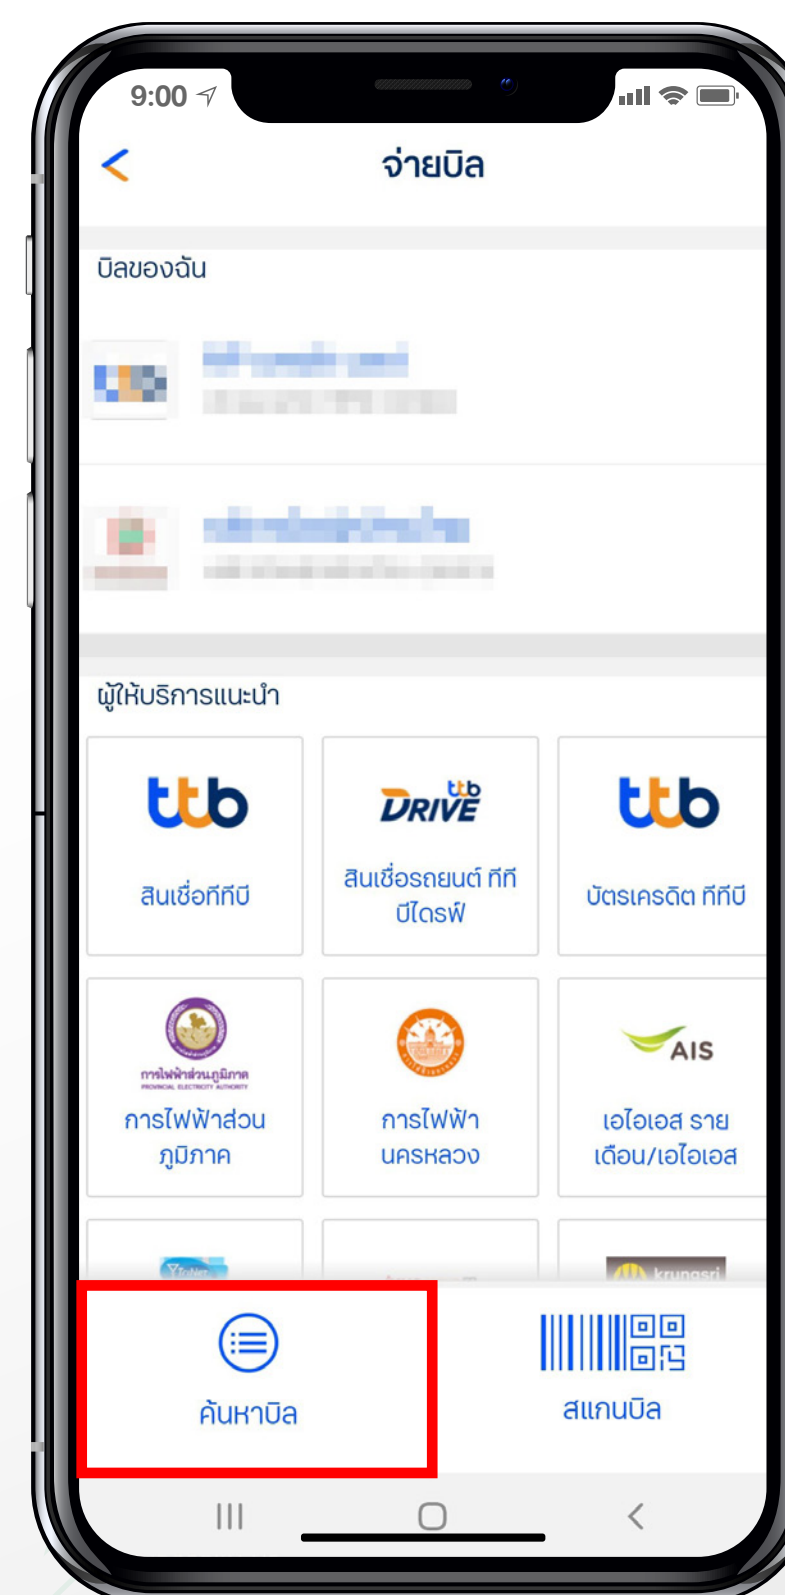 9:00
จ่ายบิล
บิลของฉัน
ผู้ให้บริการแนะนำ
ttb
สินเชื่อทีทีบี
ttb
DRIVE
สินเชื่อรถยนต์ ทีที
บีไดรฟ์
ttb
บัตรเครดิต ทีทีบี
การไฟฟ้าส่วนภูมิภาค
PROVINCIAL ELECTRICITY AUTHORITY
การไฟฟ้าส่วน
ภูมิภาค
การไฟฟ้า
นครหลวง
AIS
เอไอเอส ราย
เดือน/เอไอเอส
krungsri
ค้นหาบิล
สแกนบิล